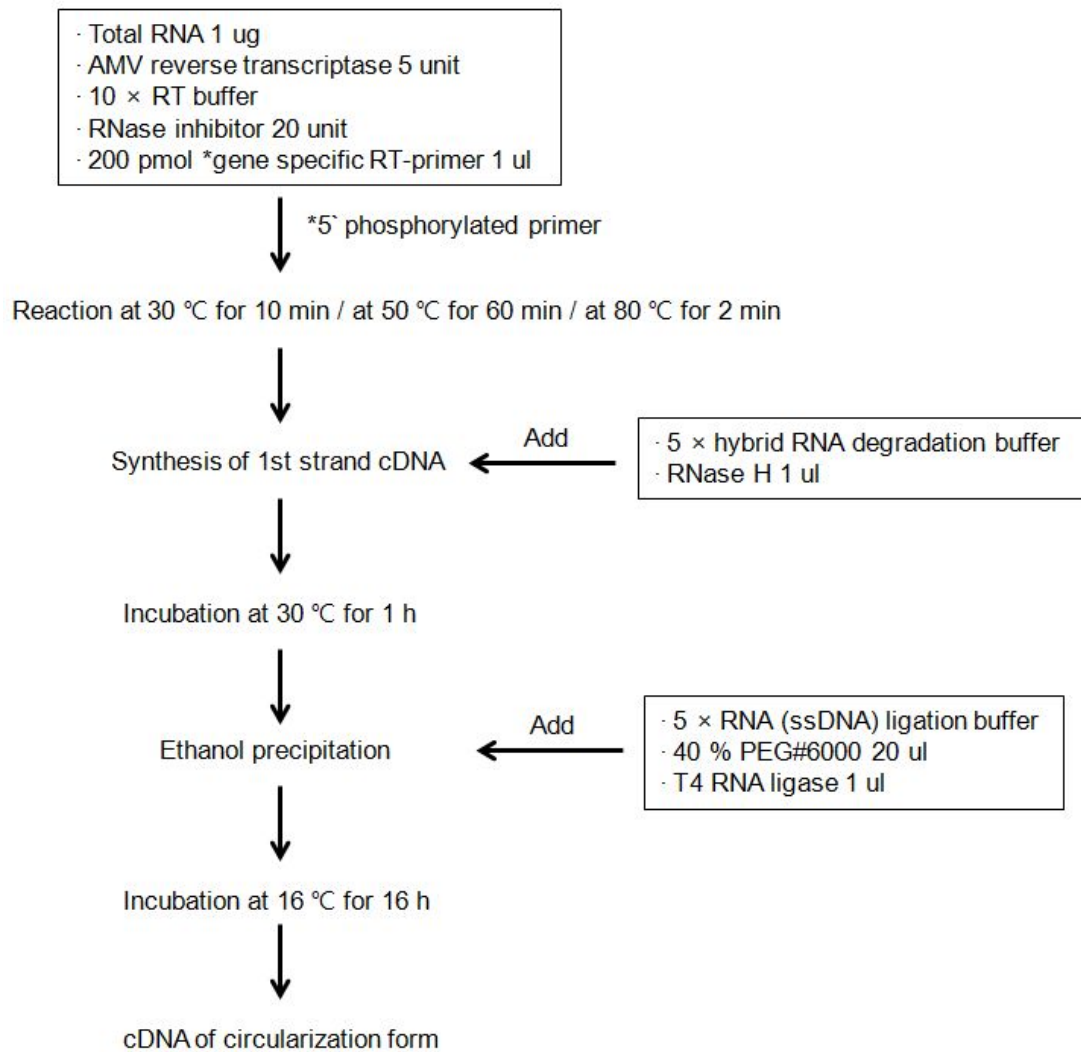 · Total RNA 1 ug
· AMV reverse transcriptase 5 unit
· 10 × RT buffer
· RNase inhibitor 20 unit
· 200 pmol *gene specific RT-primer 1 ul
*5` phosphorylated primer
Reaction at 30 ℃ for 10 min / at 50 ℃ for 60 min / at 80 ℃ for 2 min
Synthesis of 1st strand cDNA
Add
· 5 × hybrid RNA degradation buffer
· RNase H 1 ul
Incubation at 30 ℃ for 1 h
Ethanol precipitation
Add
· 5 × RNA (ssDNA) ligation buffer
· 40 % PEG#6000 20 ul
· T4 RNA ligase 1 ul
Incubation at 16 ℃ for 16 h
cDNA of circularization form